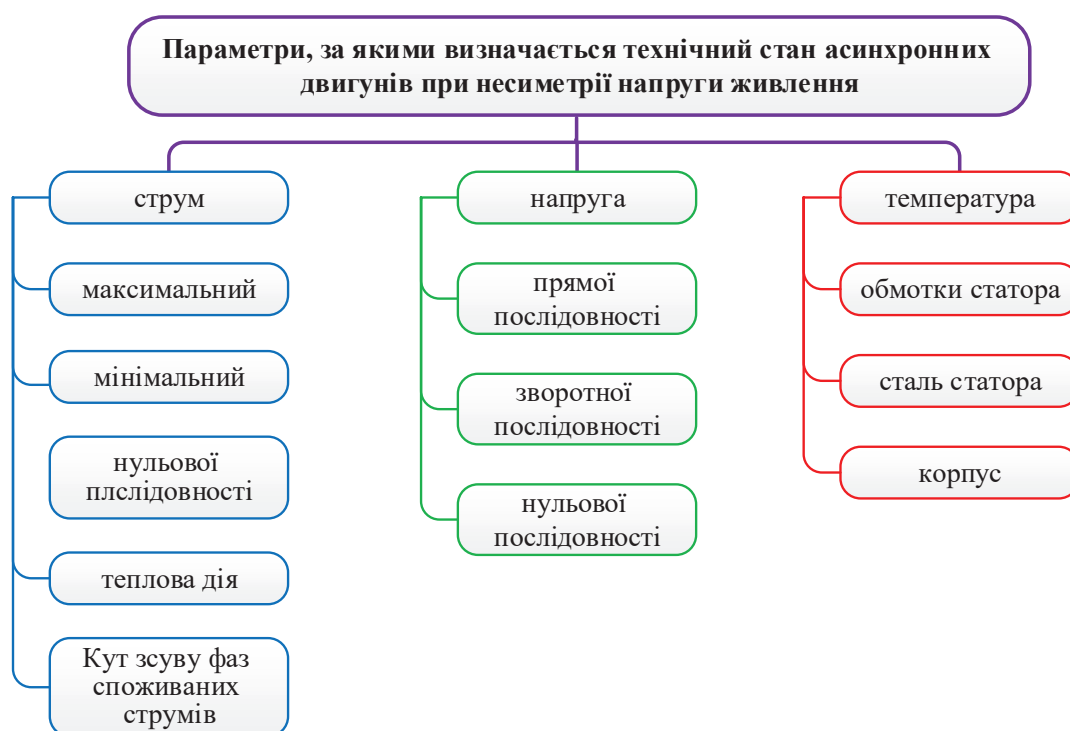 Параметри, за якими визначається технічний стан асинхронних
двигунів при несиметрії напруги живлення
струм
максимальний
мінімальний
нульової
плслідовності
теплова дія
Кут зсуву фаз
споживаних
струмів
напруга
прямої
послідовності
зворотної
послідовності
нульової
послідовності
температура
обмотки статора
сталь статора
корпус